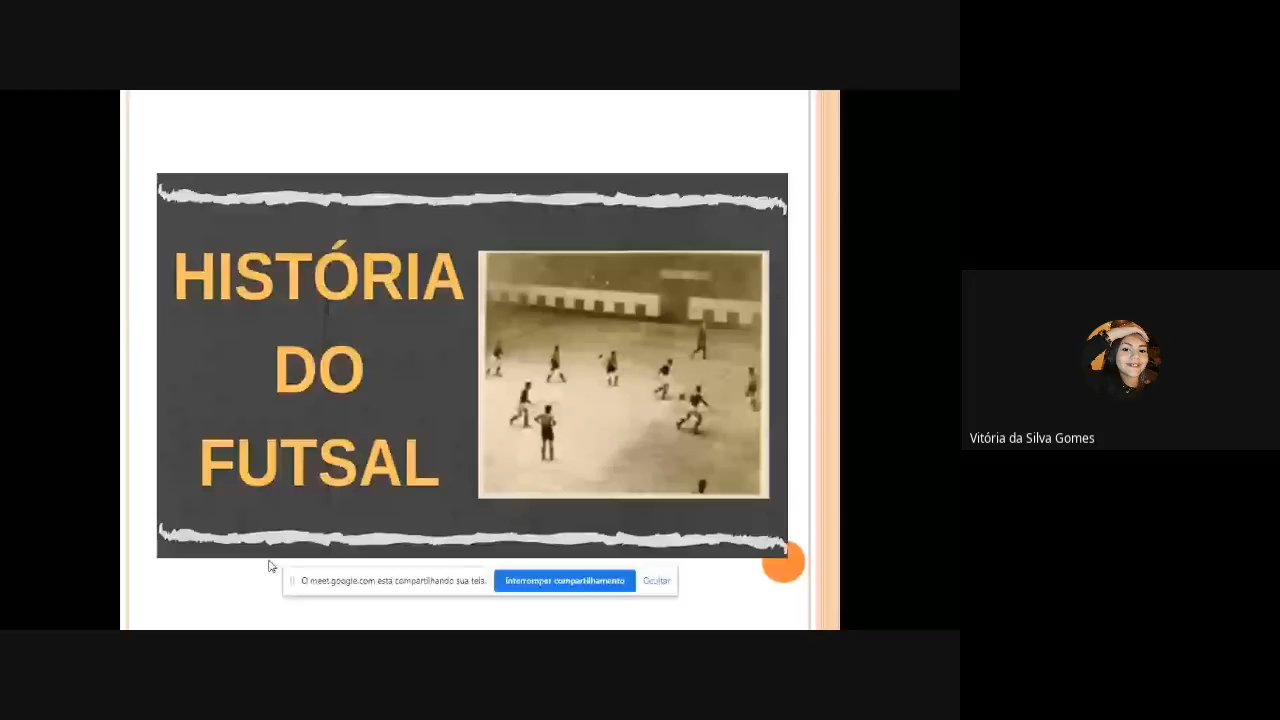 HISTÓRIA
DO
FUTSAL
O meet.google.com está compartilhando sua tela.
Interromper compartilhamento
Ocultar
Vitória da Silva Gomes